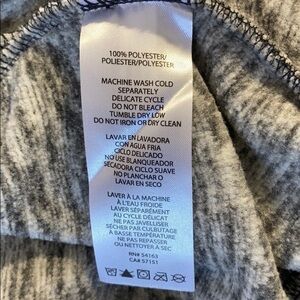 100% POLYESTER/
POLIESTER/POLYESTER
MACHINE WASH COLD
SEPARATELY
DELICATE CYCLE
DO NOT BLEACH
TUMBLE DRY LOW
DO NOT IRON OR DRY CLEAN
LAVAR EN LAVADORA
CON AGUA FRIA
CICLO DELICADO
NO USE BLANQUEADOR
SECADORA CICLO SUAVE
NO PLANCHAR O
LAVAR EN SECO
LAVER À LA MACHINE
À L'EAU FROIDE
LAVER SÉPARÉMENT
AU CYCLE DÉLICAT
NE PAS JAVELLISER
SÉCHER PAR CULBUTAGE
À BASSE TEMPÉRATURE
NE PAS REPASSER
OU NETTOYER À SEC
RN# 54163
CA# 57151